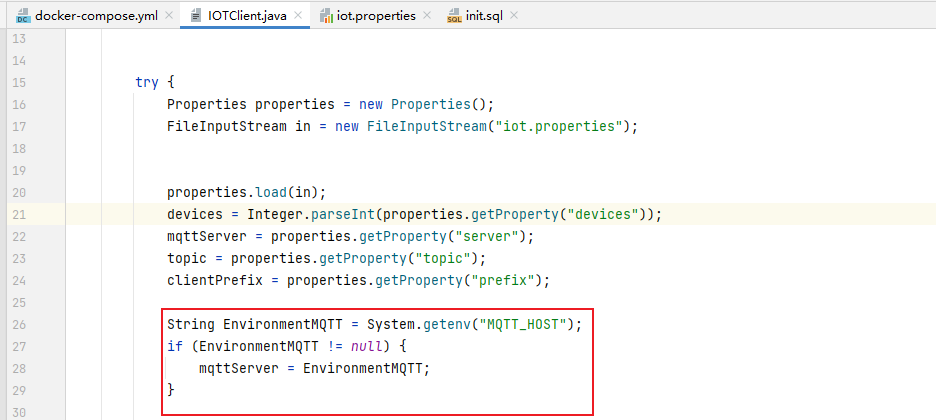 docker-compose.yml IOTClient.java iot.properties init.sql
13
14
15 try {
16 Properties properties = new Properties();
17 FileInputStream in = new FileInputStream("iot.properties");
18
19
20 properties.load(in);
21 devices = Integer.parseInt(properties.getProperty("devices"));
22 mqttServer = properties.getProperty("server");
23 topic = properties.getProperty("topic");
24 clientPrefix = properties.getProperty("prefix");
25
26 String EnvironmentMQTT = System.getenv("MQTT_HOST");
27 if (EnvironmentMQTT != null) {
28 mqttServer = EnvironmentMQTT;
29 }
30